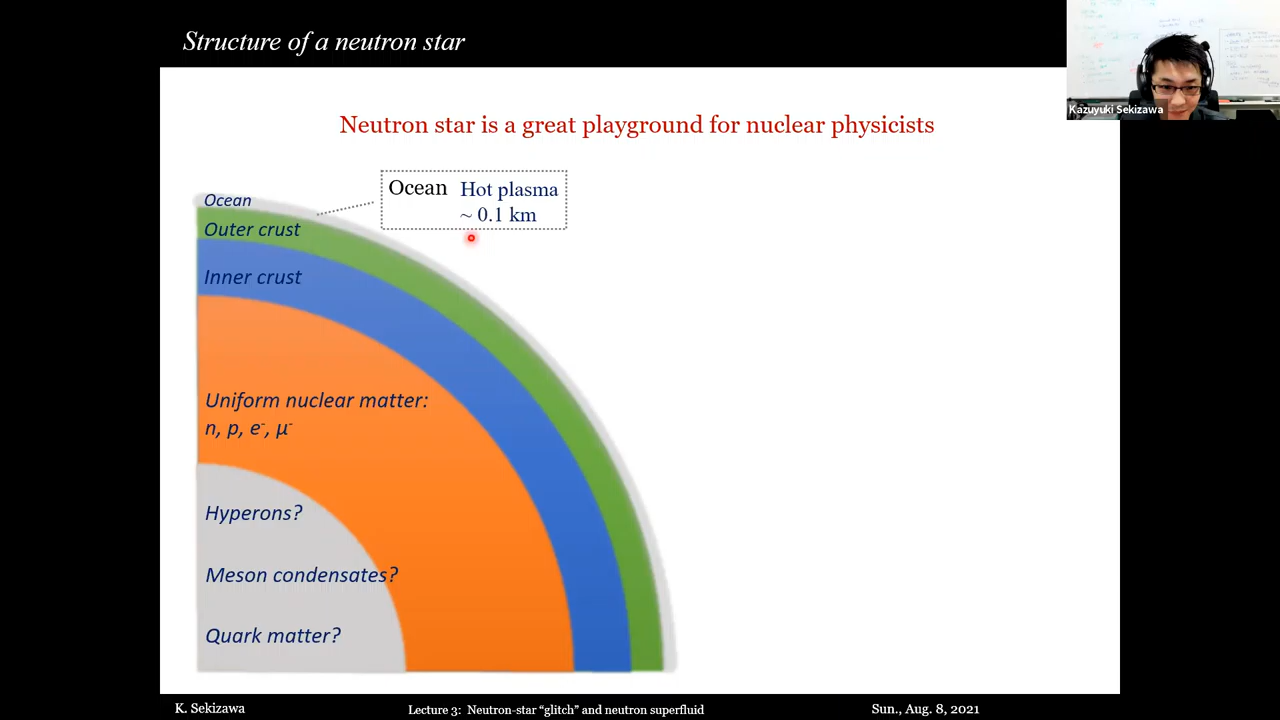 Structure of a neutron star
Kazuyuki Sekizawa
Neutron star is a great playground for nuclear physicists
Ocean Hot plasma
~ 0.1 km
Ocean
Outer crust
Inner crust
Uniform nuclear matter:
n, p, e⁻, μ⁻
Hyperons?
Meson condensates?
Quark matter?
K. Sekizawa
Lecture 3: Neutron-star “glitch” and neutron superfluid
Sun., Aug. 8, 2021